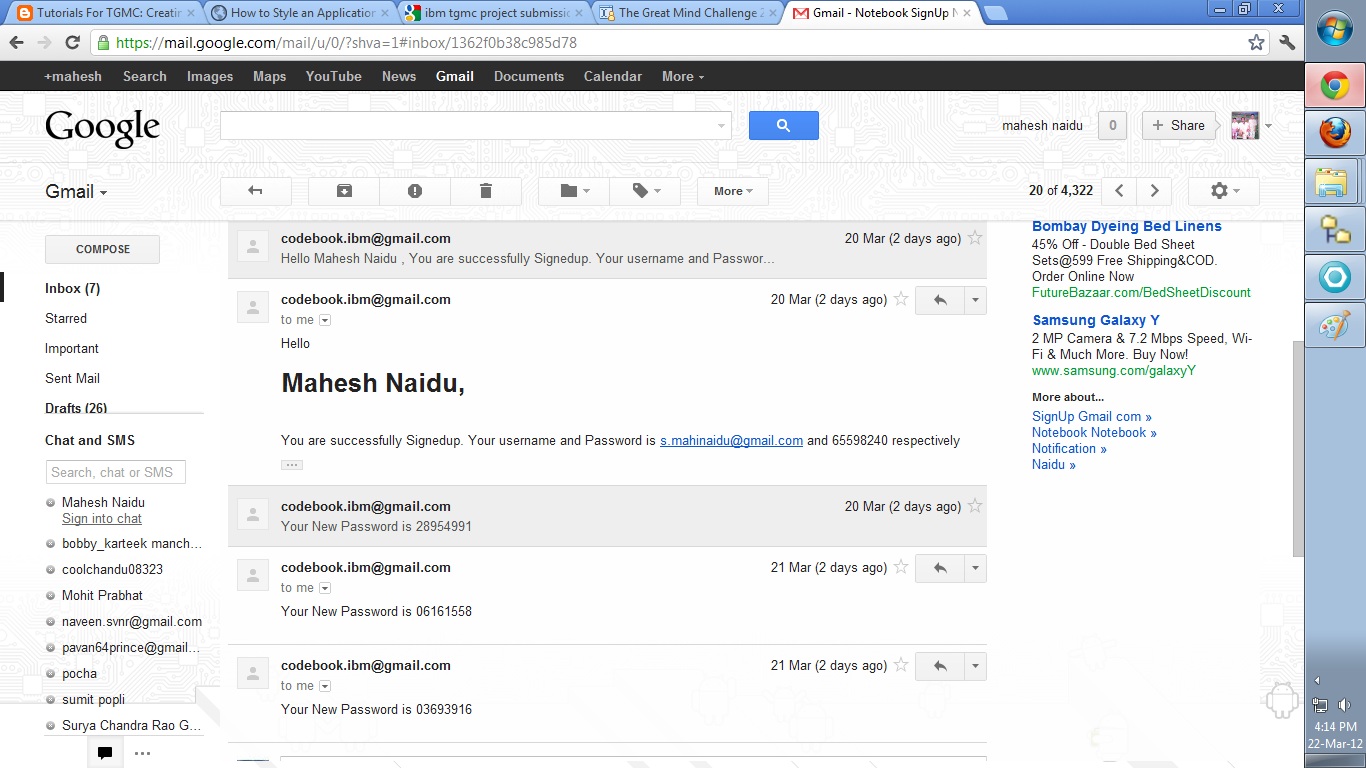 Tutorials For TGMC: Creatin
How to Style an Application
ibm tgmc project submissio
The Great Mind Challenge 2
Gmail - Notebook SignUp N
https://mail.google.com/mail/u/0/?shva=1#inbox/1362f0b38c985d78
+mahesh Search Images Maps YouTube News Gmail Documents Calendar More
Google
mahesh naidu 0 + Share
Gmail
More
20 of 4,322
COMPOSE
Inbox (7)
Starred
Important
Sent Mail
Drafts (26)
Chat and SMS
Search, chat or SMS
Mahesh Naidu
Sign into chat
bobby_karteek manch...
coolchandu08323
Mohit Prabhat
naveen.svnr@gmail.com
pavan64prince@gmail...
pocha
sumit popli
Surya Chandra Rao G...
codebook.ibm@gmail.com 20 Mar (2 days ago)
Hello Mahesh Naidu , You are successfully Signedup. Your username and Passwor...
codebook.ibm@gmail.com 20 Mar (2 days ago)
to me
Hello
Mahesh Naidu,
You are successfully Signedup. Your username and Password is s.mahinaidu@gmail.com and 65598240 respectively
codebook.ibm@gmail.com 20 Mar (2 days ago)
Your New Password is 28954991
codebook.ibm@gmail.com 21 Mar (2 days ago)
to me
Your New Password is 06161558
codebook.ibm@gmail.com 21 Mar (2 days ago)
to me
Your New Password is 03693916
Bombay Dyeing Bed Linens
45% Off - Double Bed Sheet
Sets@599 Free Shipping&COD.
Order Online Now
FutureBazaar.com/BedSheetDiscount
Samsung Galaxy Y
2 MP Camera & 7.2 Mbps Speed, Wi-
Fi & Much More. Buy Now!
www.samsung.com/galaxyY
More about...
SignUp Gmail com »
Notebook Notebook »
Notification »
Naidu »
4:14 PM
22-Mar-12